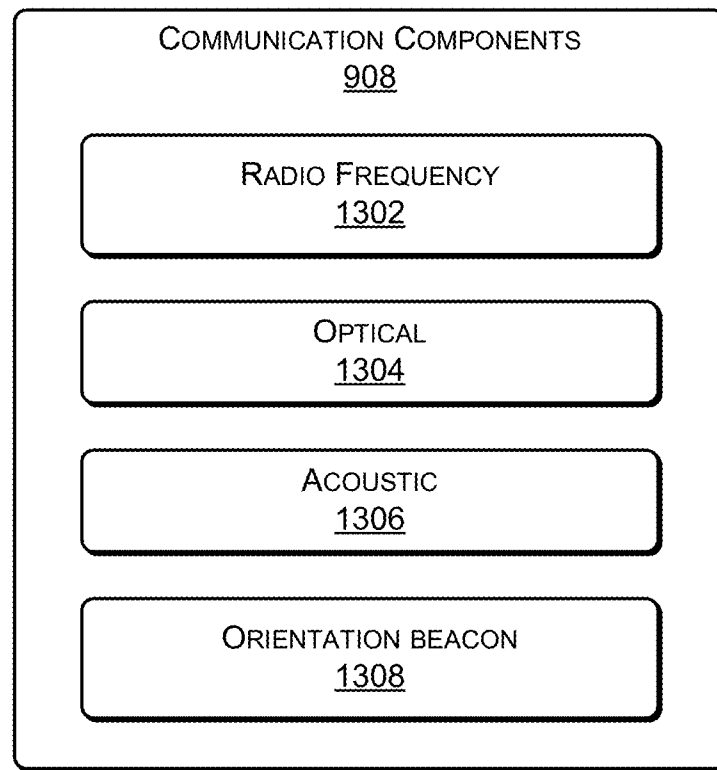 COMMUNICATION COMPONENTS
908
RADIO FREQUENCY
1302
OPTICAL
1304
ACOUSTIC
1306
ORIENTATION BEACON
1308